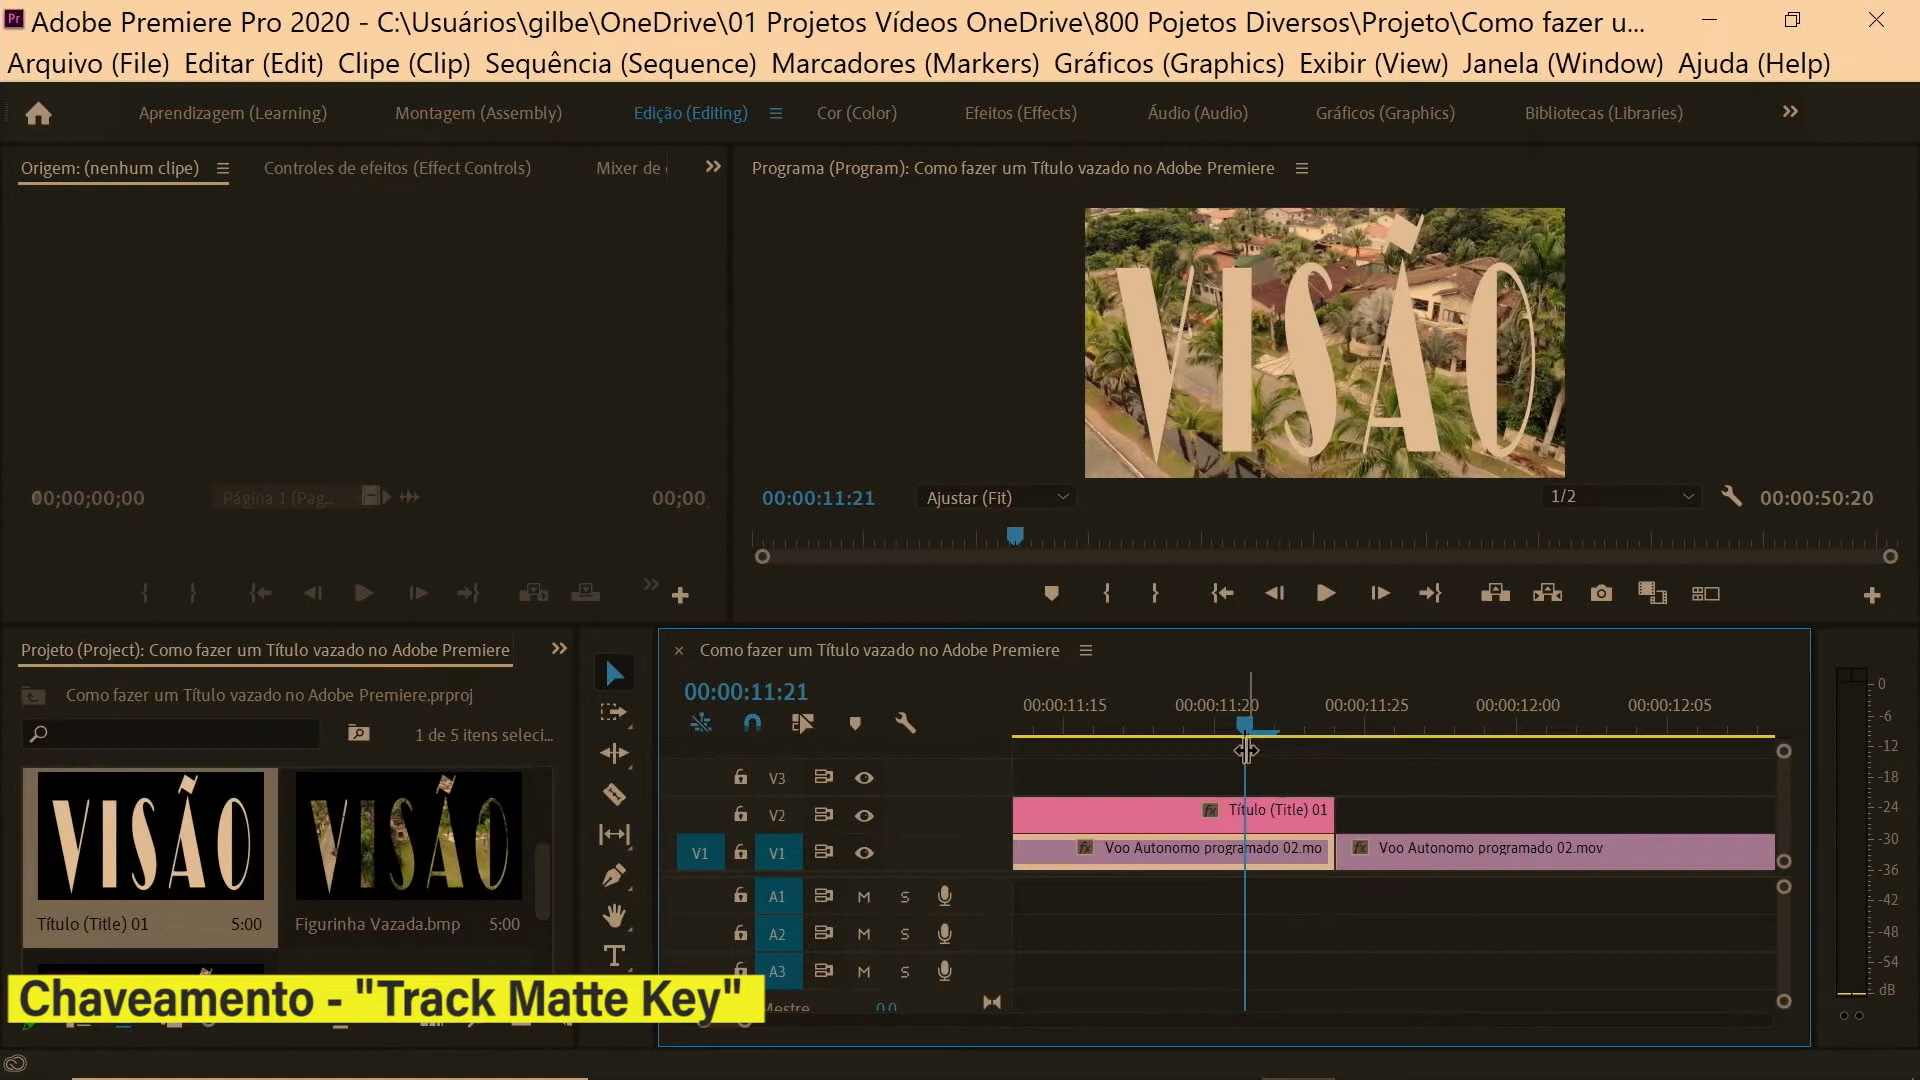 Adobe Premiere Pro 2020 - C:\Usuários\gilbe\OneDrive\01 Projetos Vídeos OneDrive\800 Pojetos Diversos\Projeto\Como fazer u...
Arquivo (File) Editar (Edit) Clipe (Clip) Sequência (Sequence) Marcadores (Markers) Gráficos (Graphics) Exibir (View) Janela (Window) Ajuda (Help)
Aprendizagem (Learning) Montagem (Assembly) Edição (Editing) Cor (Color) Efeitos (Effects) Áudio (Audio) Gráficos (Graphics) Bibliotecas (Libraries)
Origem: (nenhum clipe) Controles de efeitos (Effect Controls) Mixer de
Programa (Program): Como fazer um Título vazado no Adobe Premiere
VISÃO
00;00;00;00 Página 1 (Pag... 00;00
00:00:11:21 Ajustar (Fit) 1/2 00:00:50:20
Projeto (Project): Como fazer um Título vazado no Adobe Premiere
Como fazer um Título vazado no Adobe Premiere.prproj
1 de 5 itens seleci...
VISÃO VISÃO
Título (Title) 01 5:00 Figurinha Vazada.bmp 5:00
Como fazer um Título vazado no Adobe Premiere
00:00:11:21
00:00:11:15 00:00:11:20 00:00:11:25 00:00:12:00 00:00:12:05
V3
V2 fx Título (Title) 01
V1 V1 fx Voo Autonomo programado 02.mo fx Voo Autonomo programado 02.mov
A1 M S
A2 M S
A3 M S
Mestre 0,0
0
-6
-12
-18
-24
-30
-36
-42
-48
-54
dB
Chaveamento - "Track Matte Key"